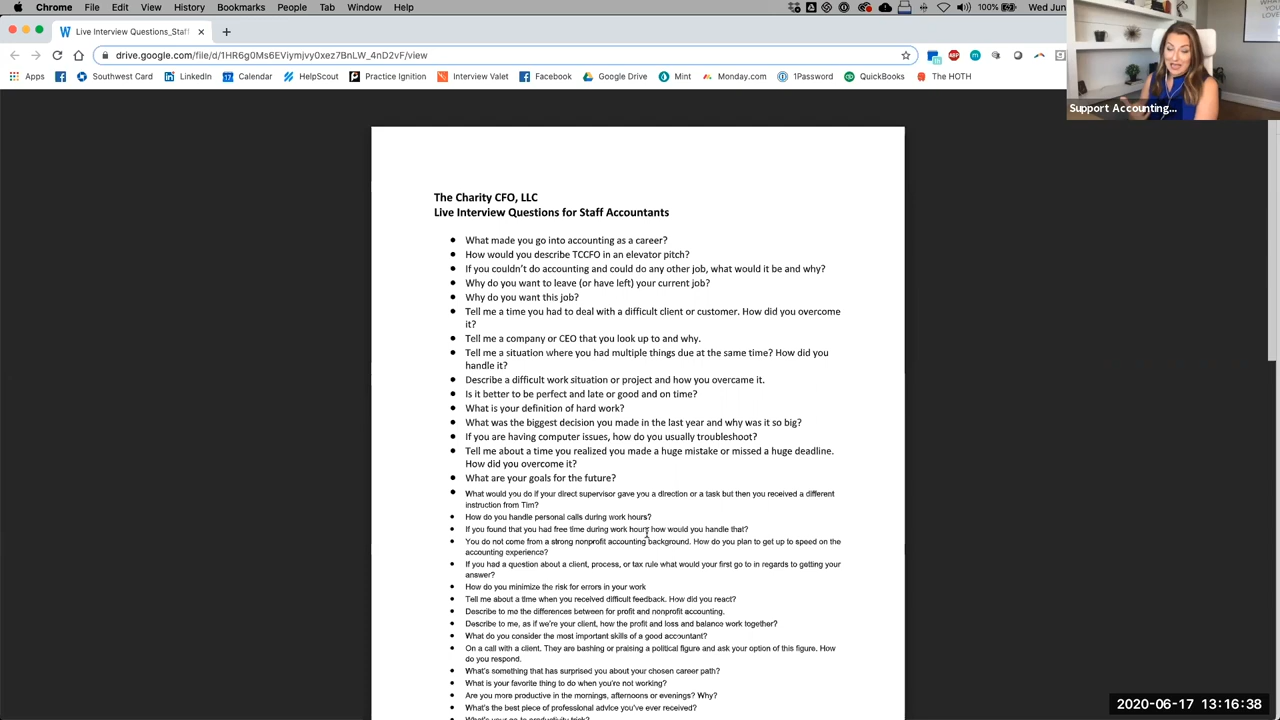 Chrome File Edit View History Bookmarks People Tab Window Help
100% Wed Jun
Live Interview Questions_Staf
drive.google.com/file/d/1HR6g0Ms6EViymjvy0xez7BnLW_4nD2vF/view
Apps Southwest Card LinkedIn Calendar HelpScout Practice Ignition Interview Valet Facebook Google Drive Mint Monday.com 1Password QuickBooks The HOTH
Support Accounting...
The Charity CFO, LLC
Live Interview Questions for Staff Accountants
• What made you go into accounting as a career?
• How would you describe TCCFO in an elevator pitch?
• If you couldn't do accounting and could do any other job, what would it be and why?
• Why do you want to leave (or have left) your current job?
• Why do you want this job?
• Tell me a time you had to deal with a difficult client or customer. How did you overcome
it?
• Tell me a company or CEO that you look up to and why.
• Tell me a situation where you had multiple things due at the same time? How did you
handle it?
• Describe a difficult work situation or project and how you overcame it.
• Is it better to be perfect and late or good and on time?
• What is your definition of hard work?
• What was the biggest decision you made in the last year and why was it so big?
• If you are having computer issues, how do you usually troubleshoot?
• Tell me about a time you realized you made a huge mistake or missed a huge deadline.
How did you overcome it?
• What are your goals for the future?
• What would you do if your direct supervisor gave you a direction or a task but then you received a different
instruction from Tim?
• How do you handle personal calls during work hours?
• If you found that you had free time during work hours how would you handle that?
• You do not come from a strong nonprofit accounting background. How do you plan to get up to speed on the
accounting experience?
• If you had a question about a client, process, or tax rule what would your first go to in regards to getting your
answer?
• How do you minimize the risk for errors in your work
• Tell me about a time when you received difficult feedback. How did you react?
• Describe to me the differences between for profit and nonprofit accounting.
• Describe to me, as if we're your client, how the profit and loss and balance work together?
• What do you consider the most important skills of a good accountant?
• On a call with a client. They are bashing or praising a political figure and ask your option of this figure. How
do you respond.
• What's something that has surprised you about your chosen career path?
• What is your favorite thing to do when you're not working?
• Are you more productive in the mornings, afternoons or evenings? Why?
• What's the best piece of professional advice you've ever received?
• What's your go-to productivity trick?
2020-06-17 13:16:38